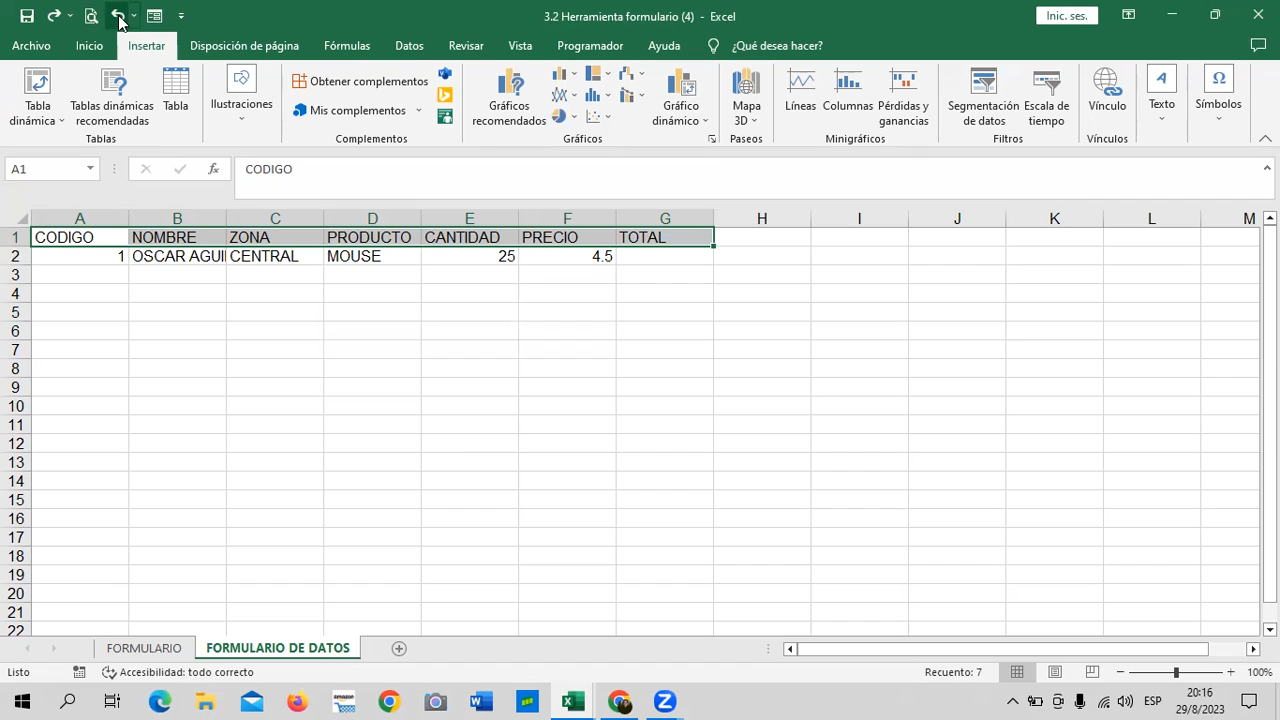 3.2 Herramienta formulario (4) - Excel
Inic. ses.
Archivo Inicio Insertar Disposición de página Fórmulas Datos Revisar Vista Programador Ayuda ¿Qué desea hacer?
Tabla dinámica
Tablas dinámicas recomendadas
Tabla
Tablas
Ilustraciones
Obtener complementos
Mis complementos
Complementos
Gráficos recomendados
Gráficos
Gráfico dinámico
Mapa 3D
Paseos
Líneas
Columnas
Pérdidas y ganancias
Minigráficos
Segmentación de datos
Escala de tiempo
Filtros
Vínculo
Vínculos
Texto
Símbolos
A1 fx CODIGO
A B C D E F G H I J K L M
1 CODIGO NOMBRE ZONA PRODUCTO CANTIDAD PRECIO TOTAL
2 1 OSCAR AGUI CENTRAL MOUSE 25 4.5
3
4
5
6
7
8
9
10
11
12
13
14
15
16
17
18
19
20
21
22
FORMULARIO FORMULARIO DE DATOS
Listo Accesibilidad: todo correcto Recuento: 7 100%
ESP 20:16
29/8/2023